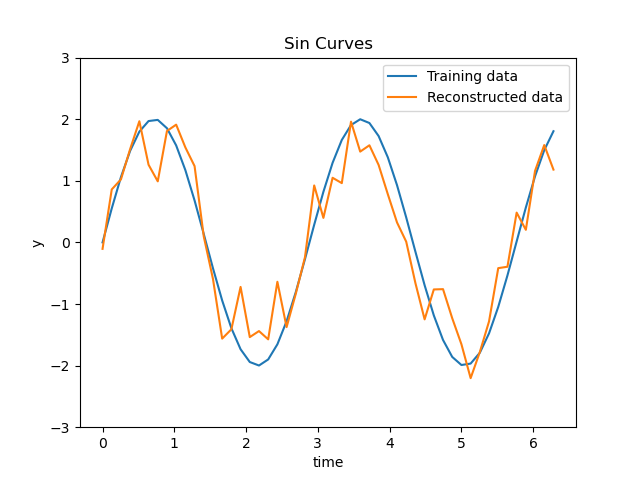 Sin Curves
Training data
Reconstructed data
3
2
1
0
−1
−2
−3
y
0 1 2 3 4 5 6
time